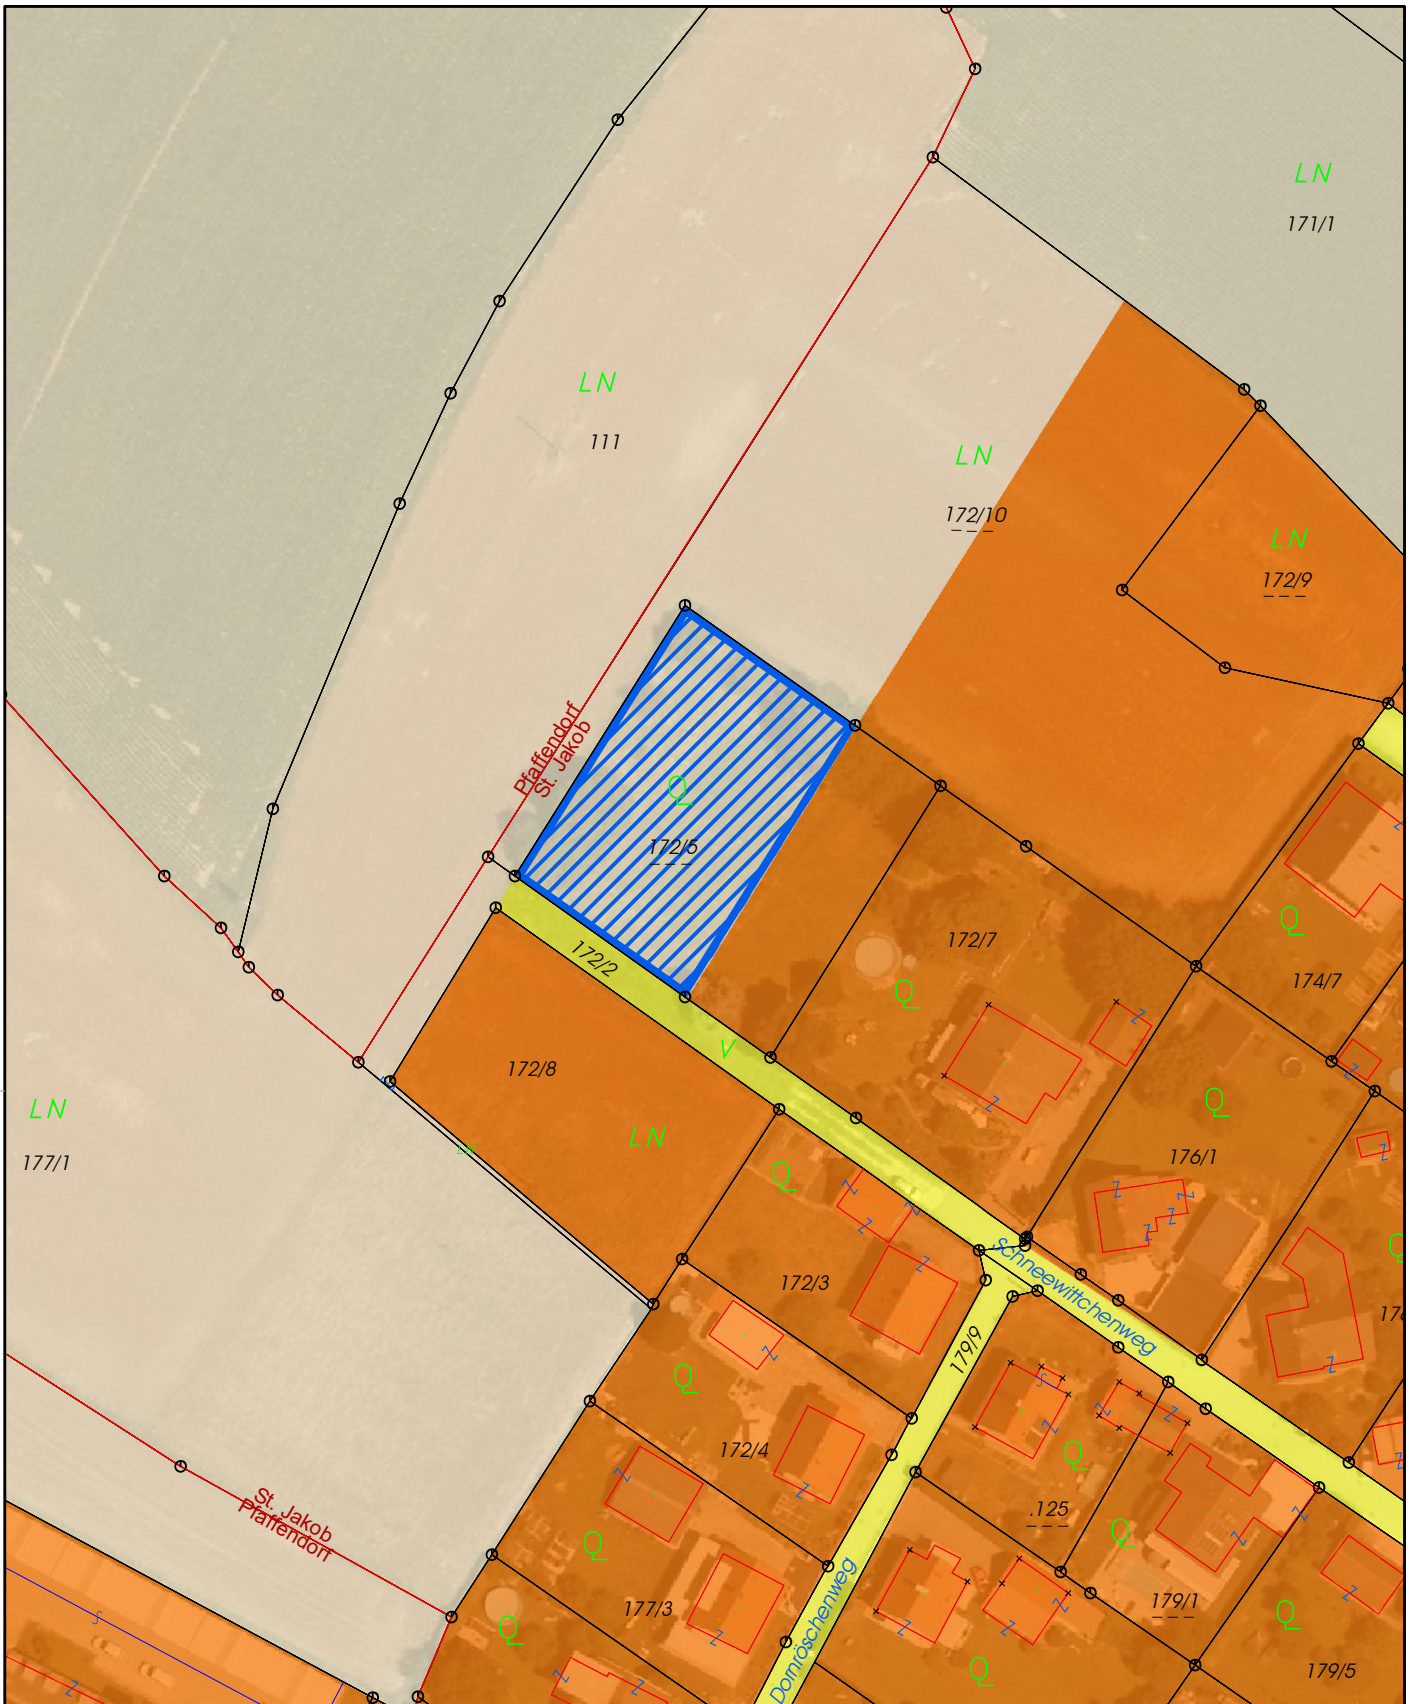 LN
171/1
LN
111
LN
172/10
LN
172/9
Pfaffendorf
St. Jakob
Q
172/5
172/2
172/7
Q
Q
174/7
V
172/8
LN
LN
177/1
LN
Q
Q
176/1
Schneewittchenweg
Q
172/3
179/9
176
Q
172/4
Q
.125
St. Jakob
Pfaffendorf
Q
Q
177/3
Q
Dornröschenweg
179/1
Q
Q
179/5